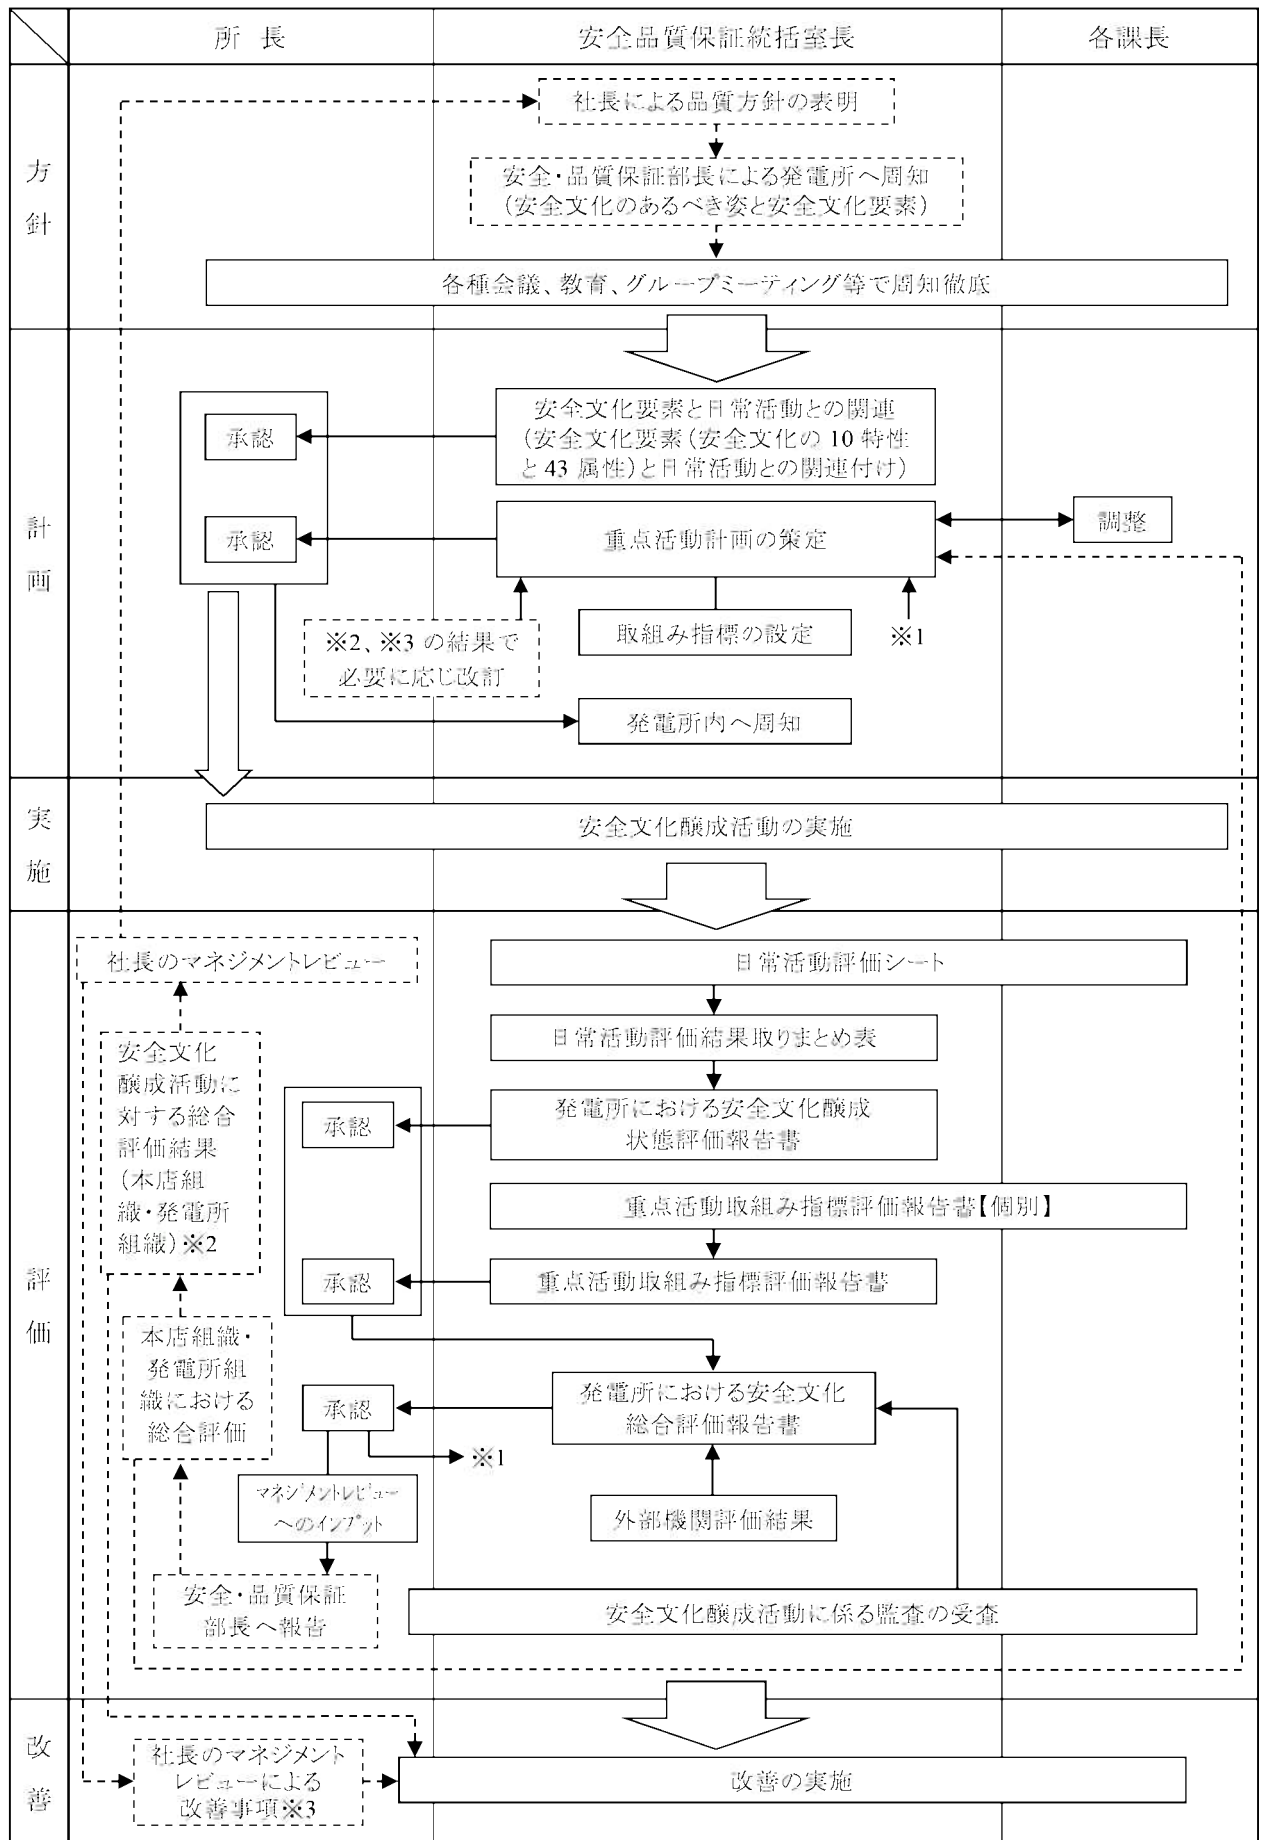 所 長
安全品質保証統括室長
各課長
方
針
社長による品質方針の表明
安全・品質保証部長による発電所へ周知
(安全文化のあるべき姿と安全文化要素)
各種会議、教育、グループミーティング等で周知徹底
計
画
承認
安全文化要素と日常活動との関連
(安全文化要素(安全文化の 10 特性
と 43 属性)と日常活動との関連付け)
承認
重点活動計画の策定
調整
※2、※3 の結果で
必要に応じ改訂
取組み指標の設定
※1
発電所内へ周知
実
施
安全文化醸成活動の実施
評
価
社長のマネジメントレビュー
日常活動評価シート
日常活動評価結果取りまとめ表
安全文化
醸成活動に
対する総合
評価結果
(本店組
織・発電所
組織)※2
承認
発電所における安全文化醸成
状態評価報告書
重点活動取組み指標評価報告書【個別】
承認
重点活動取組み指標評価報告書
本店組織・
発電所組
織における
総合評価
承認
発電所における安全文化
総合評価報告書
※1
マネジメントレビュー
へのインプット
外部機関評価結果
安全・品質保証
部長へ報告
安全文化醸成活動に係る監査の受査
改
善
社長のマネジメント
レビューによる
改善事項※3
改善の実施